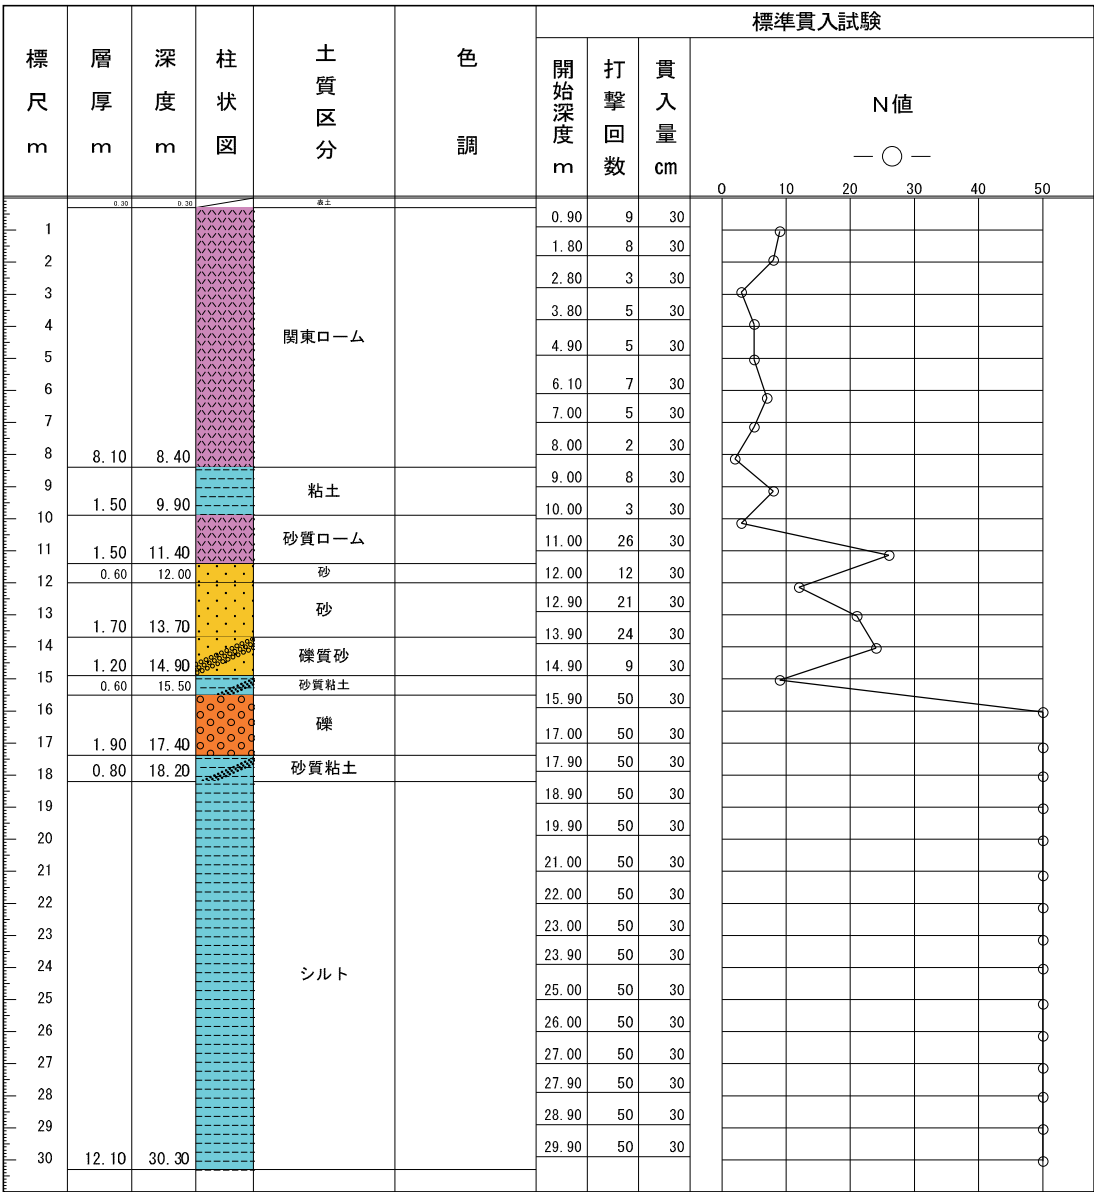 標尺m 層厚m 深度m 柱状図 土質区分 色調 標準貫入試験
開始深度m 打撃回数 貫入量cm N値
0 10 20 30 40 50
0.30 0.30 表土
0.90 9 30
1
1.80 8 30
2
2.80 3 30
3
3.80 5 30
4 関東ローム
4.90 5 30
5
6.10 7 30
6
7.00 5 30
7
8.00 2 30
8 8.10 8.40
9.00 8 30
9 粘土
1.50 9.90
10.00 3 30
10
砂質ローム
11.00 26 30
11 1.50 11.40
0.60 12.00 砂 12.00 12 30
12
12.90 21 30
13 砂
1.70 13.70
13.90 24 30
14 礫質砂
1.20 14.90
14.90 9 30
15
0.60 15.50 砂質粘土
15.90 50 30
16 礫
17.00 50 30
17 1.90 17.40
17.90 50 30
18 0.80 18.20 砂質粘土
18.90 50 30
19
19.90 50 30
20
21.00 50 30
21
22.00 50 30
22
23.00 50 30
23
23.90 50 30
24 シルト
25.00 50 30
25
26.00 50 30
26
27.00 50 30
27
27.90 50 30
28
28.90 50 30
29
29.90 50 30
30 12.10 30.30